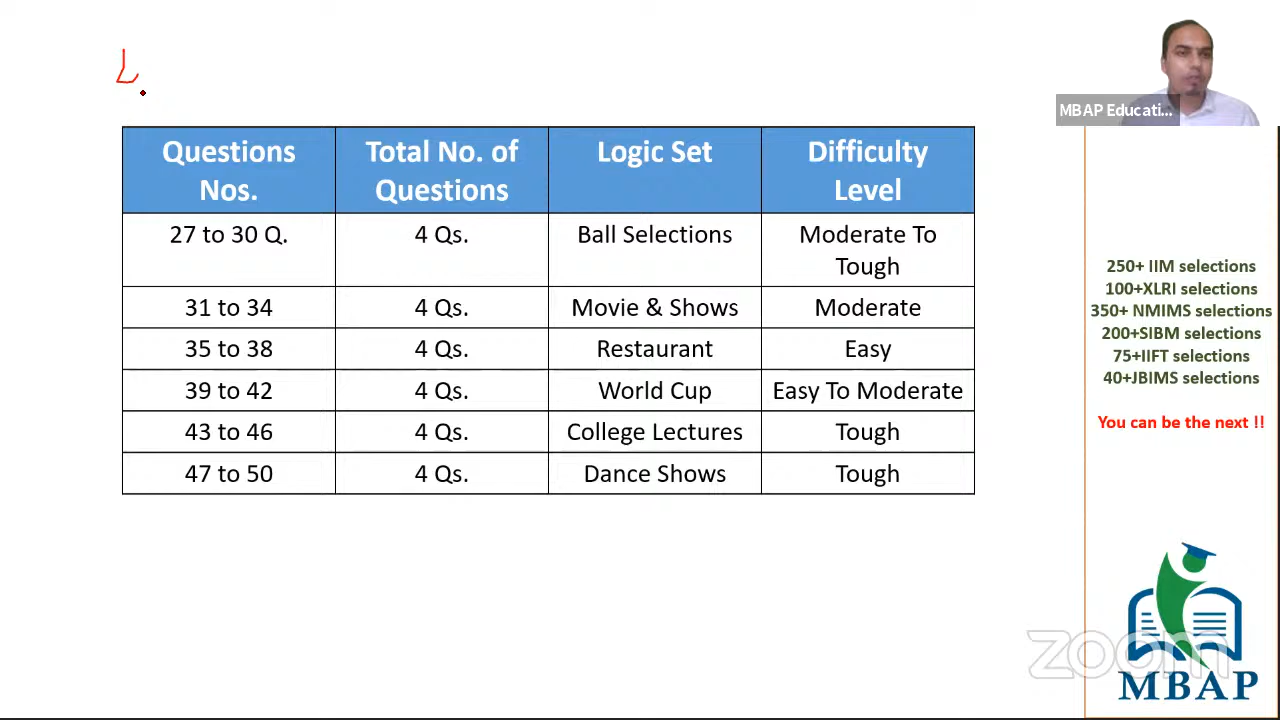 L
MBAP Educati...
Questions Nos. Total No. of Questions Logic Set Difficulty Level
27 to 30 Q. 4 Qs. Ball Selections Moderate To Tough
31 to 34 4 Qs. Movie & Shows Moderate
35 to 38 4 Qs. Restaurant Easy
39 to 42 4 Qs. World Cup Easy To Moderate
43 to 46 4 Qs. College Lectures Tough
47 to 50 4 Qs. Dance Shows Tough
250+ IIM selections
100+XLRI selections
350+ NMIMS selections
200+SIBM selections
75+IIFT selections
40+JBIMS selections
You can be the next !!
zoom
MBAP